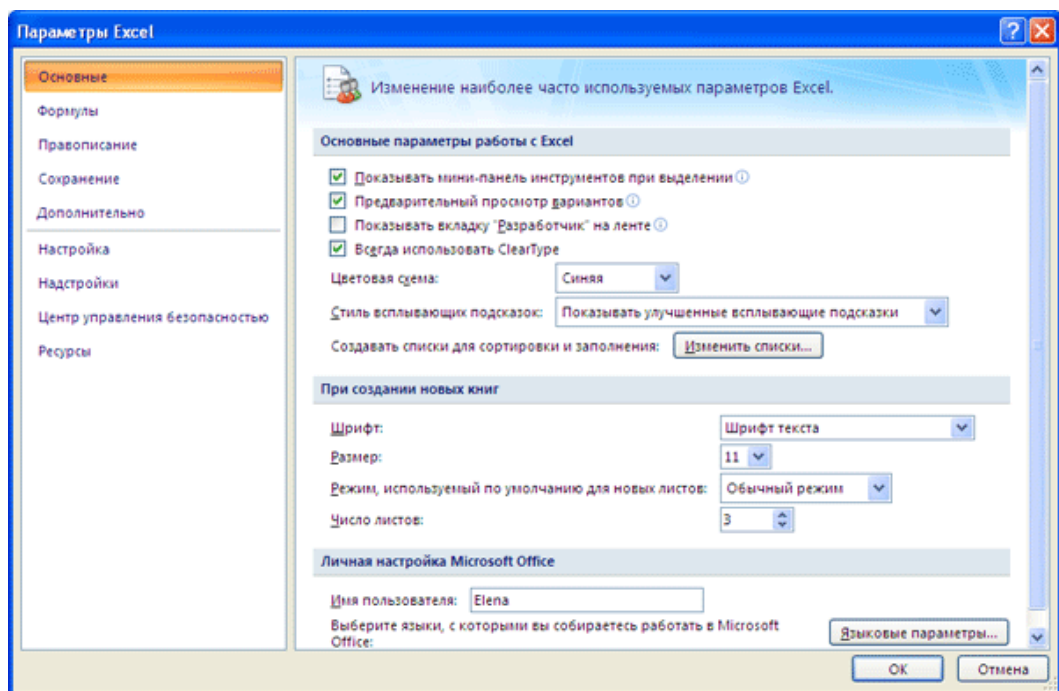 Параметры Excel
Основные
Формулы
Правописание
Сохранение
Дополнительно
Настройка
Надстройки
Центр управления безопасностью
Ресурсы
Изменение наиболее часто используемых параметров Excel.
Основные параметры работы с Excel
Показывать мини-панель инструментов при выделении
Предварительный просмотр вариантов
Показывать вкладку "Разработчик" на ленте
Всегда использовать ClearType
Цветовая схема: Синяя
Стиль всплывающих подсказок: Показывать улучшенные всплывающие подсказки
Создавать списки для сортировки и заполнения: Изменить списки...
При создании новых книг
Шрифт: Шрифт текста
Размер: 11
Режим, используемый по умолчанию для новых листов: Обычный режим
Число листов: 3
Личная настройка Microsoft Office
Имя пользователя: Elena
Выберите языки, с которыми вы собираетесь работать в Microsoft
Office: Языковые параметры...
ОК Отмена